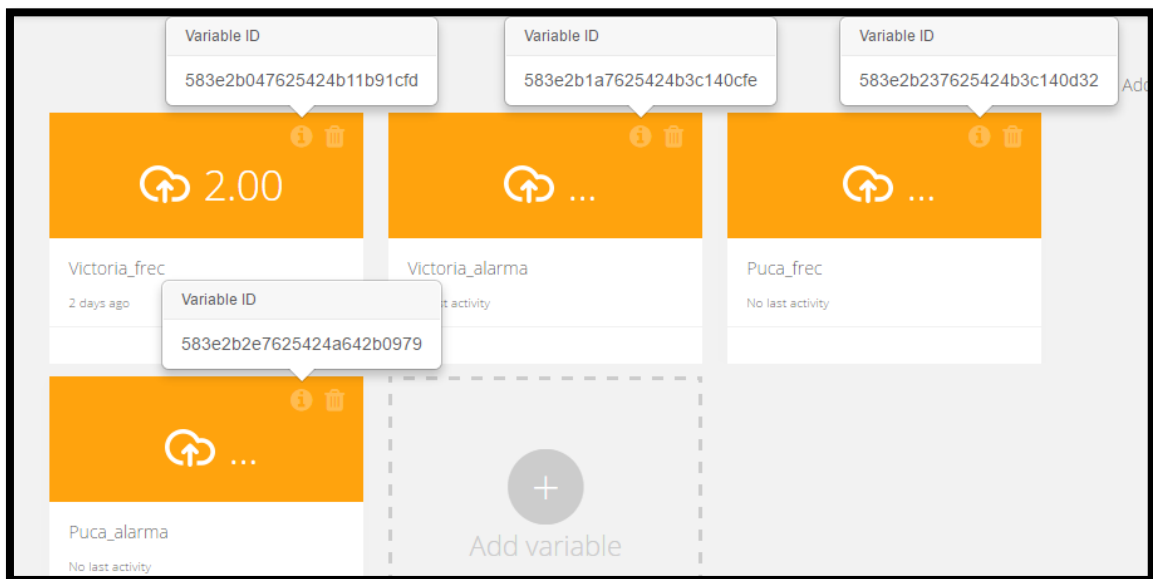 Variable ID
583e2b047625424b11b91cfd
Variable ID
583e2b1a7625424b3c140cfe
Variable ID
583e2b237625424b3c140d32
2.00
...
...
Victoria_frec
2 days ago
Victoria_alarma
t activity
Puca_frec
No last activity
Variable ID
583e2b2e7625424a642b0979
...
Puca_alarma
No last activity
+
Add variable